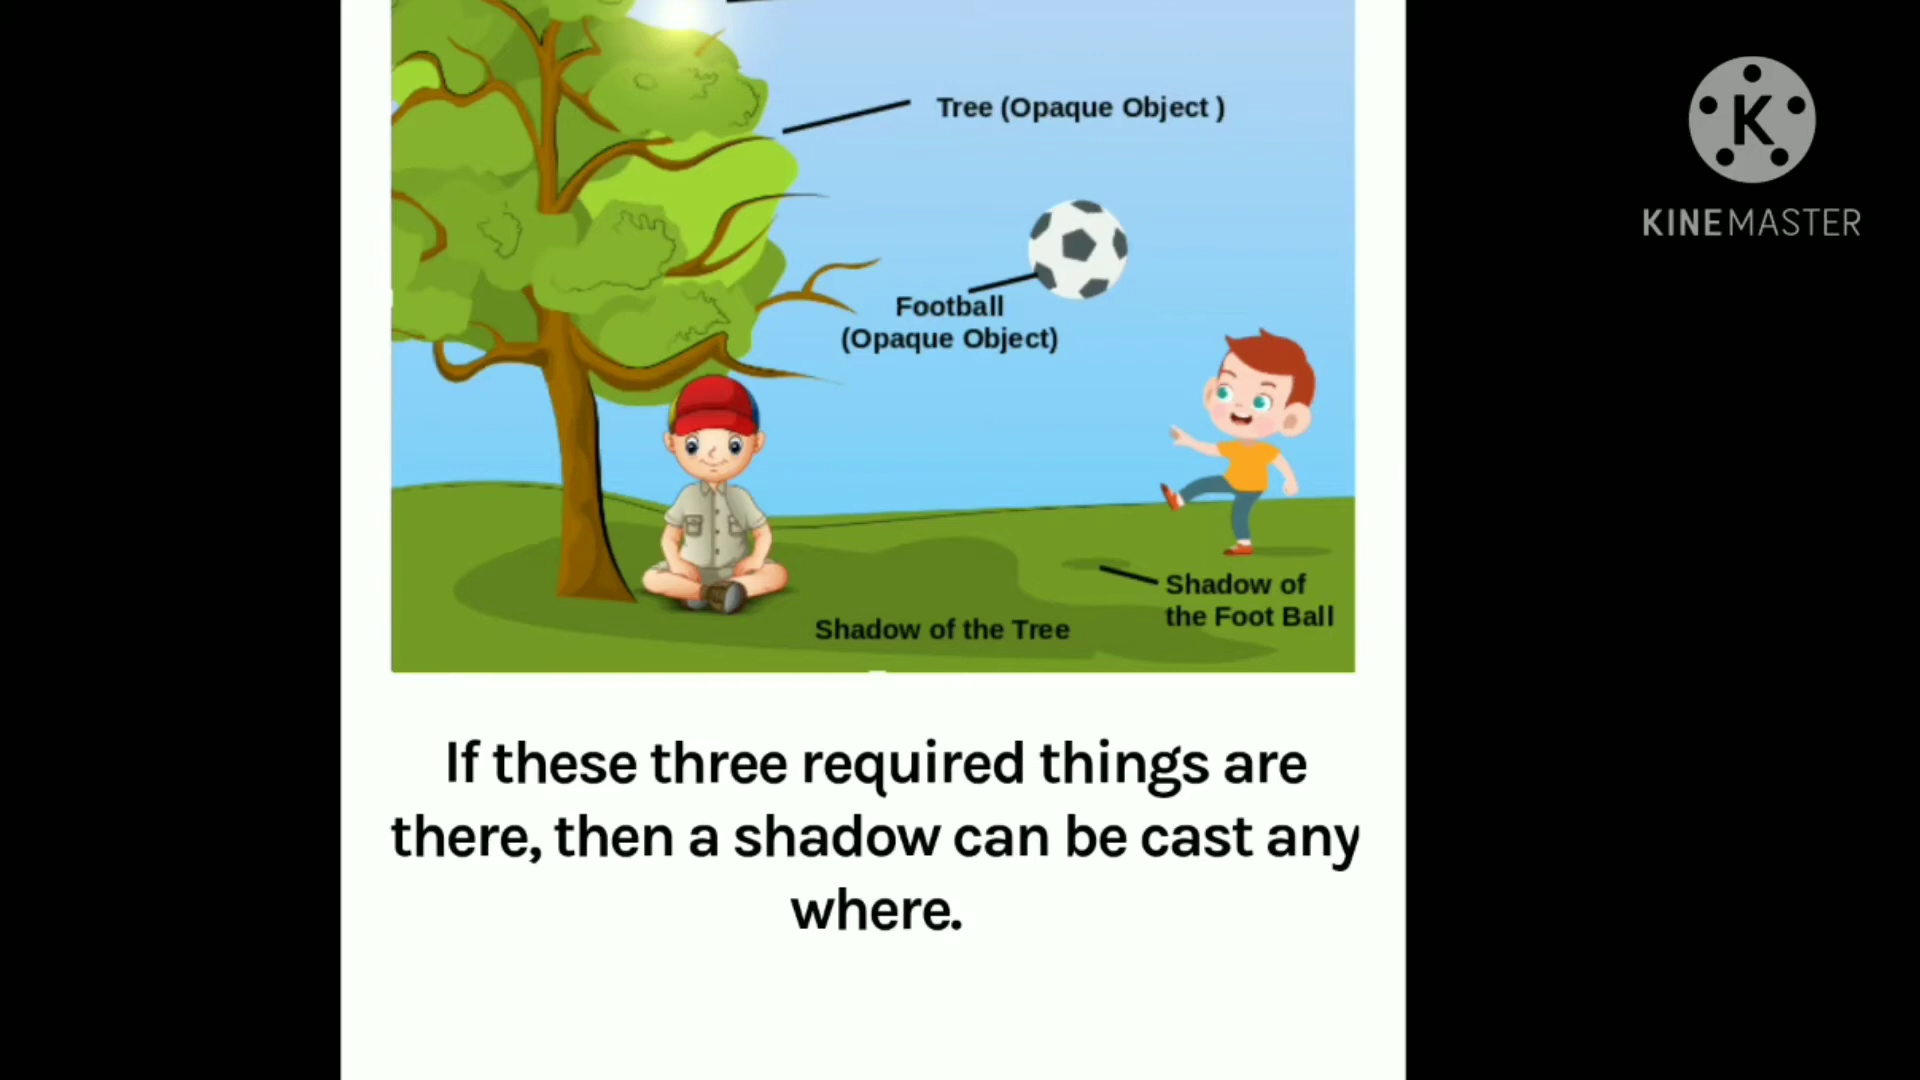 Tree (Opaque Object )
Football
(Opaque Object)
Shadow of
the Foot Ball
Shadow of the Tree
If these three required things are
there, then a shadow can be cast any
where.
K
KINEMASTER